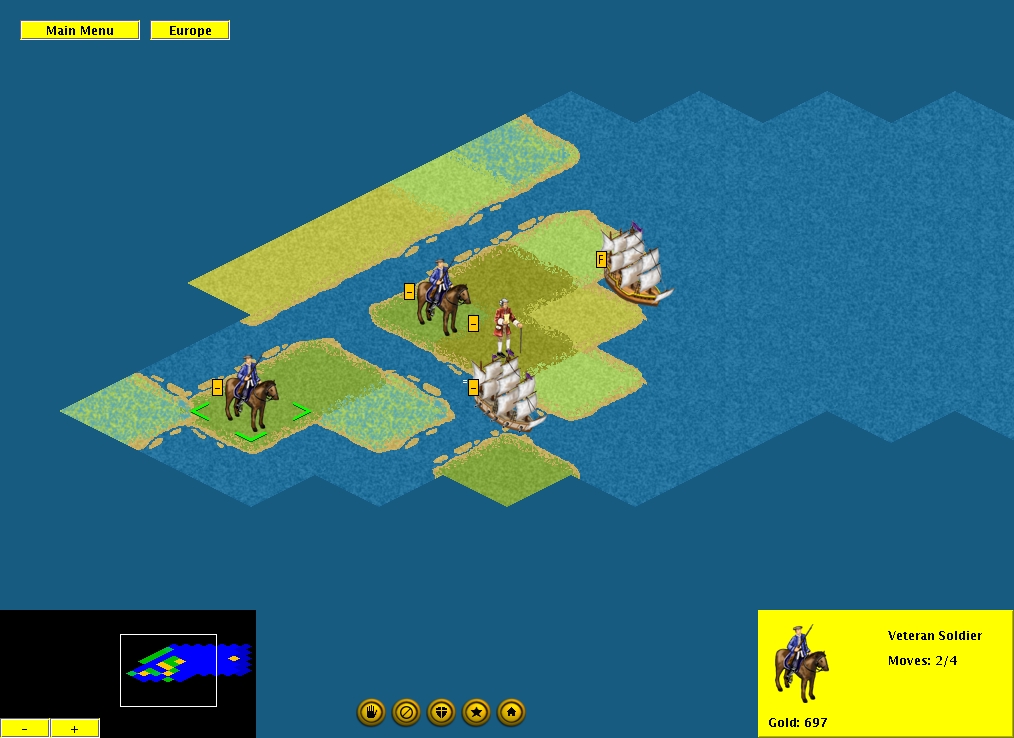 Main Menu
Europe
F
-
-
-
-
Veteran Soldier
Moves: 2/4
Gold: 697
- +